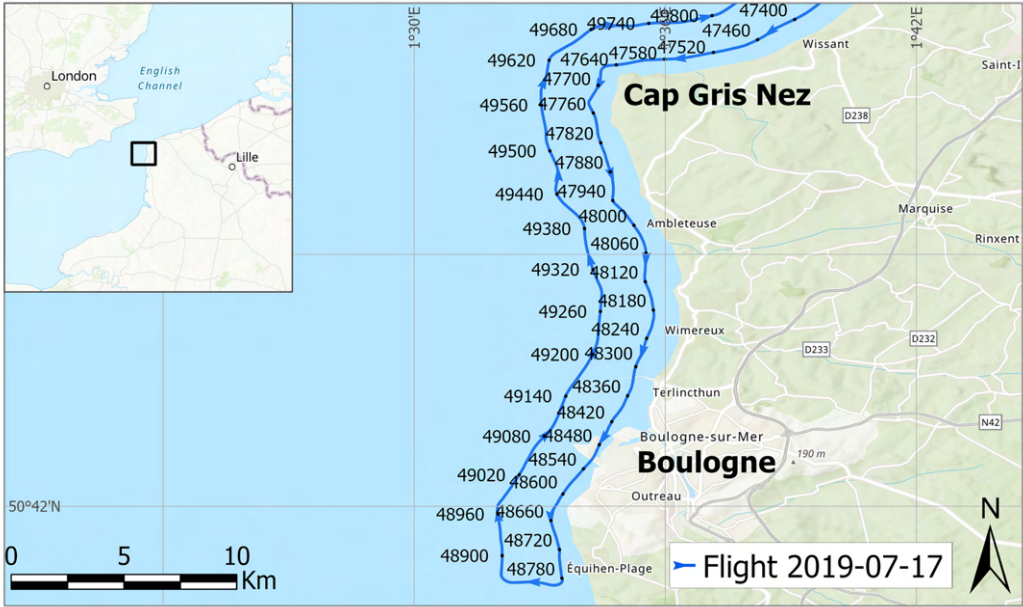 47400
49800
1°30'E
1°36'E
1°42'E
49740
49680
47460
47520
Wissant
47580
London
English
Channel
49620
47640
Saint-I
47700
Cap Gris Nez
49560
47760
D238
47820
49500
Lille
47880
49440
47940
Marquise
48000
Ambleteuse
49380
Rinxent
48060
49320
48120
48180
49260
48240
Wimereux
D232
D233
49200
48300
48360
Terlincthun
49140
48420
N42
49080
48480
Boulogne-sur-Mer
190 m
48540
Boulogne
49020
48600
Outreau
50°42'N
48960
48660
N
48720
0 5 10
48900
48780
Équihen-Plage
Flight 2019-07-17
Km